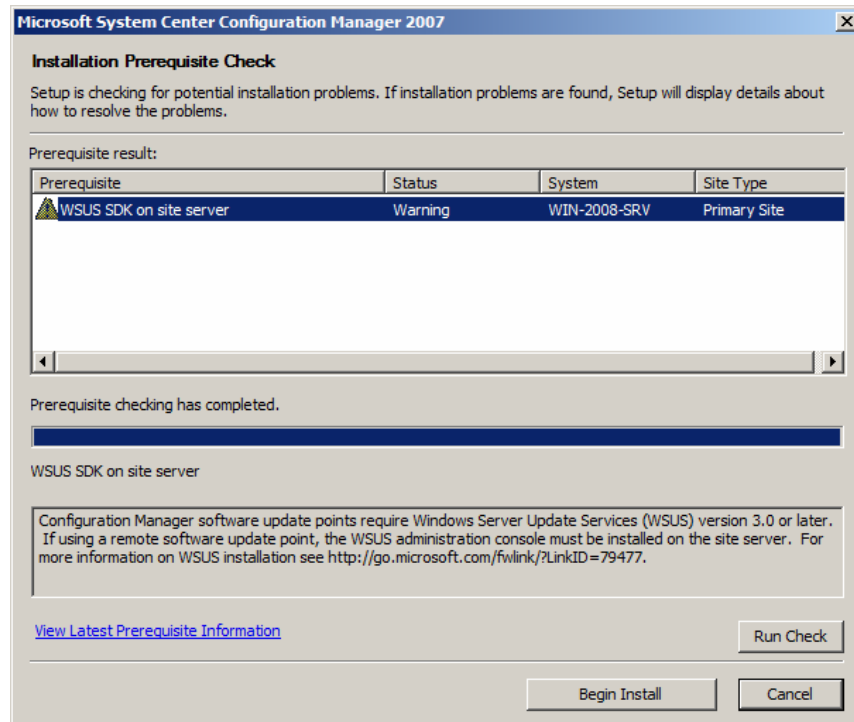 Microsoft System Center Configuration Manager 2007
Installation Prerequisite Check
Setup is checking for potential installation problems. If installation problems are found, Setup will display details about
how to resolve the problems.
Prerequisite result:
Prerequisite Status System Site Type
WSUS SDK on site server Warning WIN-2008-SRV Primary Site
Prerequisite checking has completed.
WSUS SDK on site server
Configuration Manager software update points require Windows Server Update Services (WSUS) version 3.0 or later.
If using a remote software update point, the WSUS administration console must be installed on the site server. For
more information on WSUS installation see http://go.microsoft.com/fwlink/?LinkID=79477.
View Latest Prerequisite Information
Run Check
Begin Install Cancel